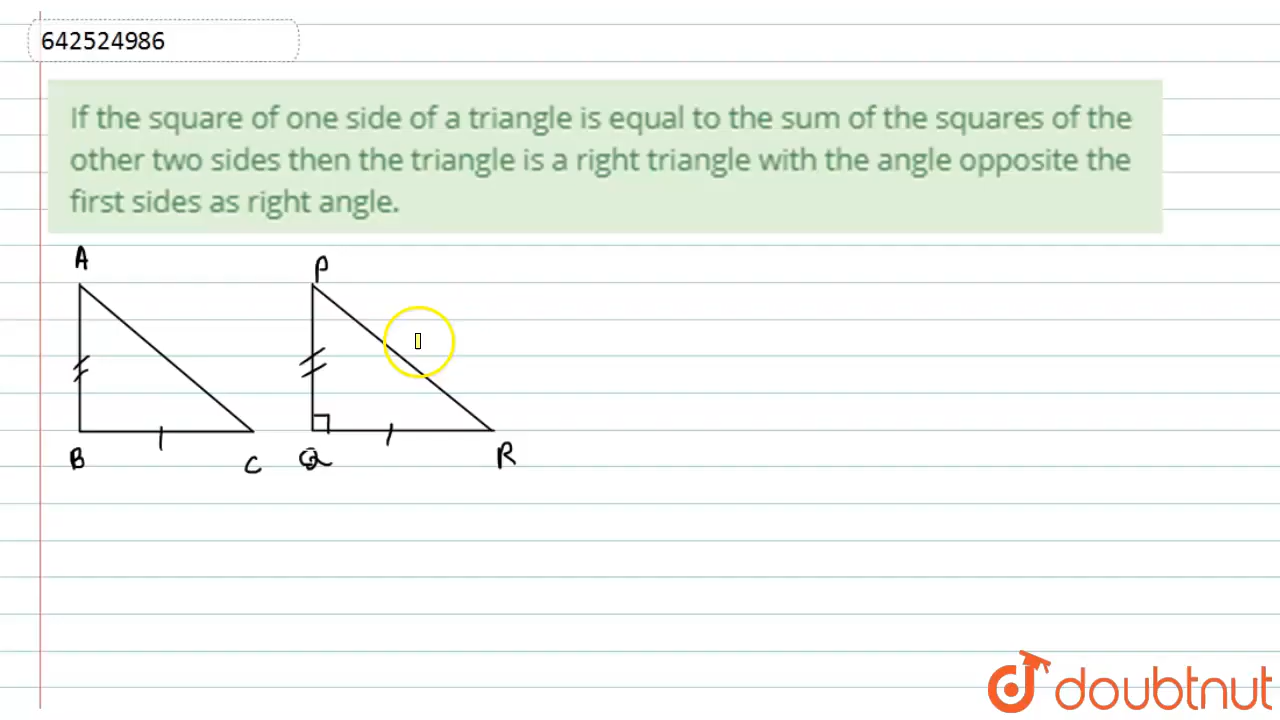 642524986
If the square of one side of a triangle is equal to the sum of the squares of the
other two sides then the triangle is a right triangle with the angle opposite the
first sides as right angle.
A P
B C Q R
doubtnut